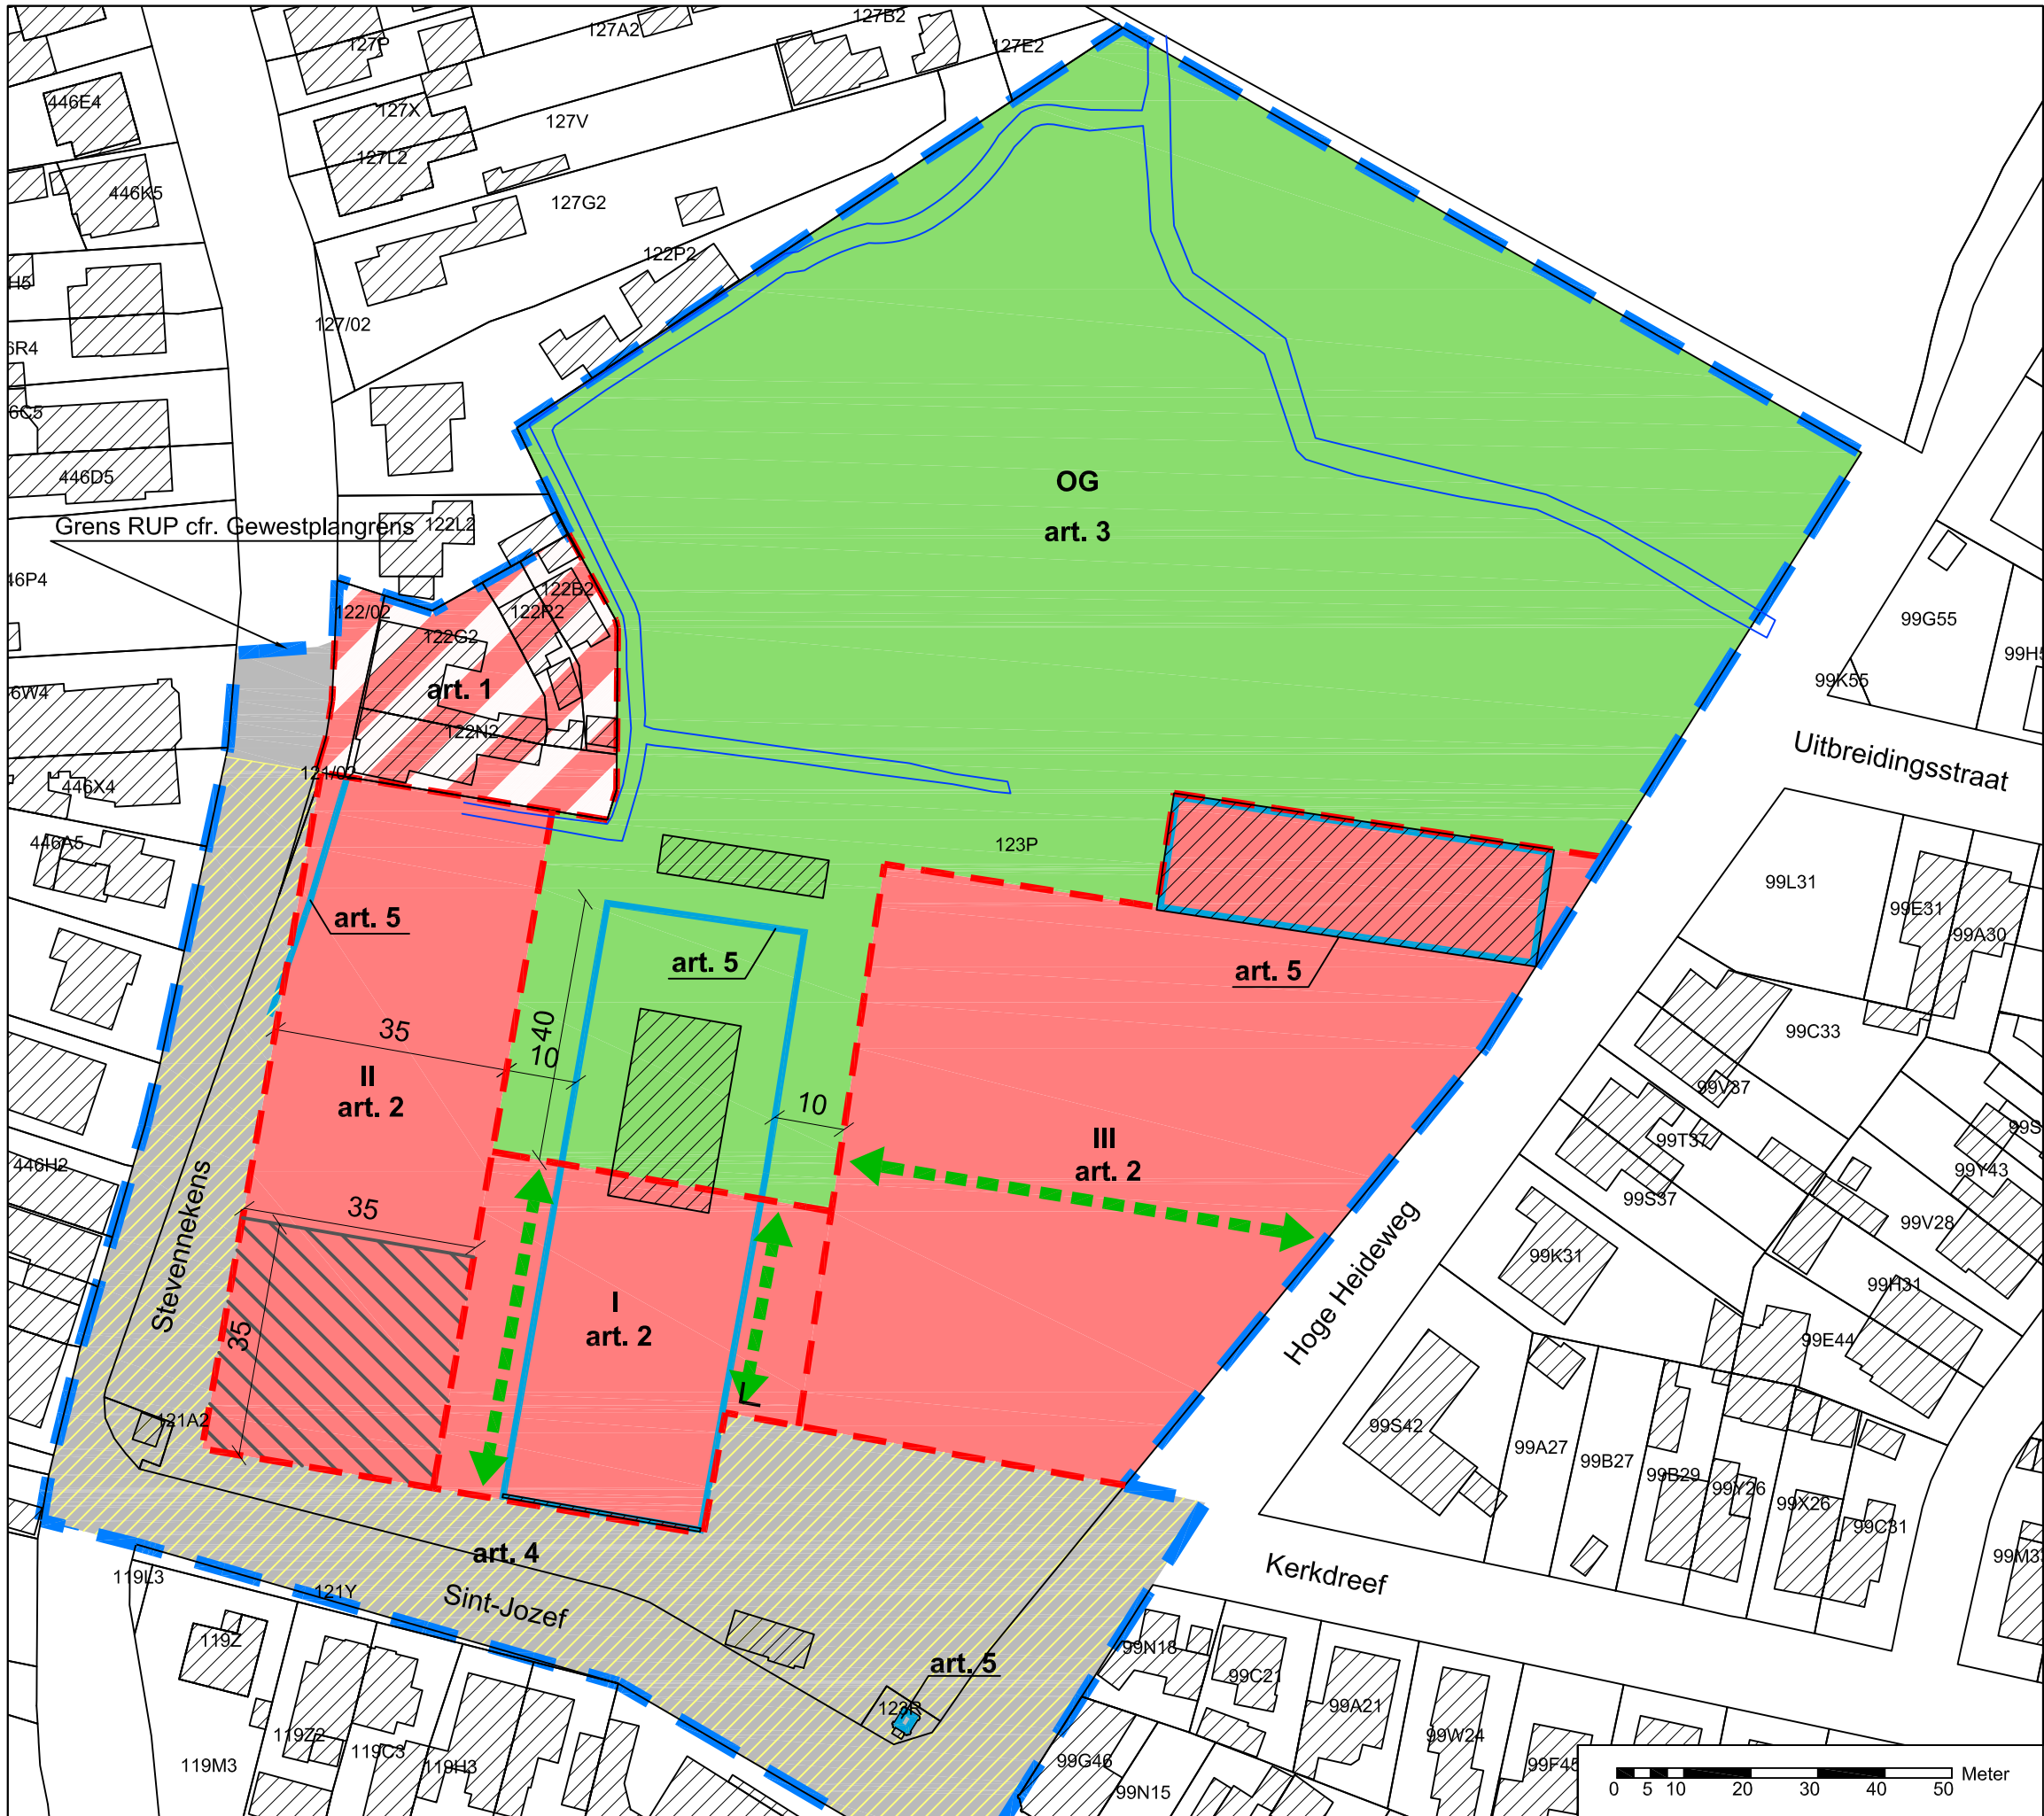 127P
127A2
127B2
127E2
446E4
127X
127V
127L2
446K5
127G2
122P2
H5
127/02
6R4
6C5
446D5
OG
art. 3
Grens RUP cfr. Gewestplangrens
122L2
46P4
122B2
122/02
122R2
122G2
99G55
99H5
6W4
art. 1
99K55
122N2
Uitbreidingsstraat
121/02
446X4
446A5
123P
99L31
99E31
99A30
art. 5
art. 5
art. 5
35
40
10
10
99C33
II
art. 2
99V37
99T37
99S
99Y43
III
art. 2
446H2
99S37
99V28
35
Stevennekens
Hoge Heideweg
99K31
99H31
35
I
art. 2
99E44
L
121A2
99S42
99A27
99B27
99B29
99Y26
99X26
99C31
99M3
art. 4
Kerkdreef
119L3
121Y
Sint-Jozef
119Z
99N18
art. 5
99C21
123R
99A21
119Z2
119C3
119H3
119M3
99G46
99N15
99W24
99F45
0 5 10 20 30 40 50 Meter